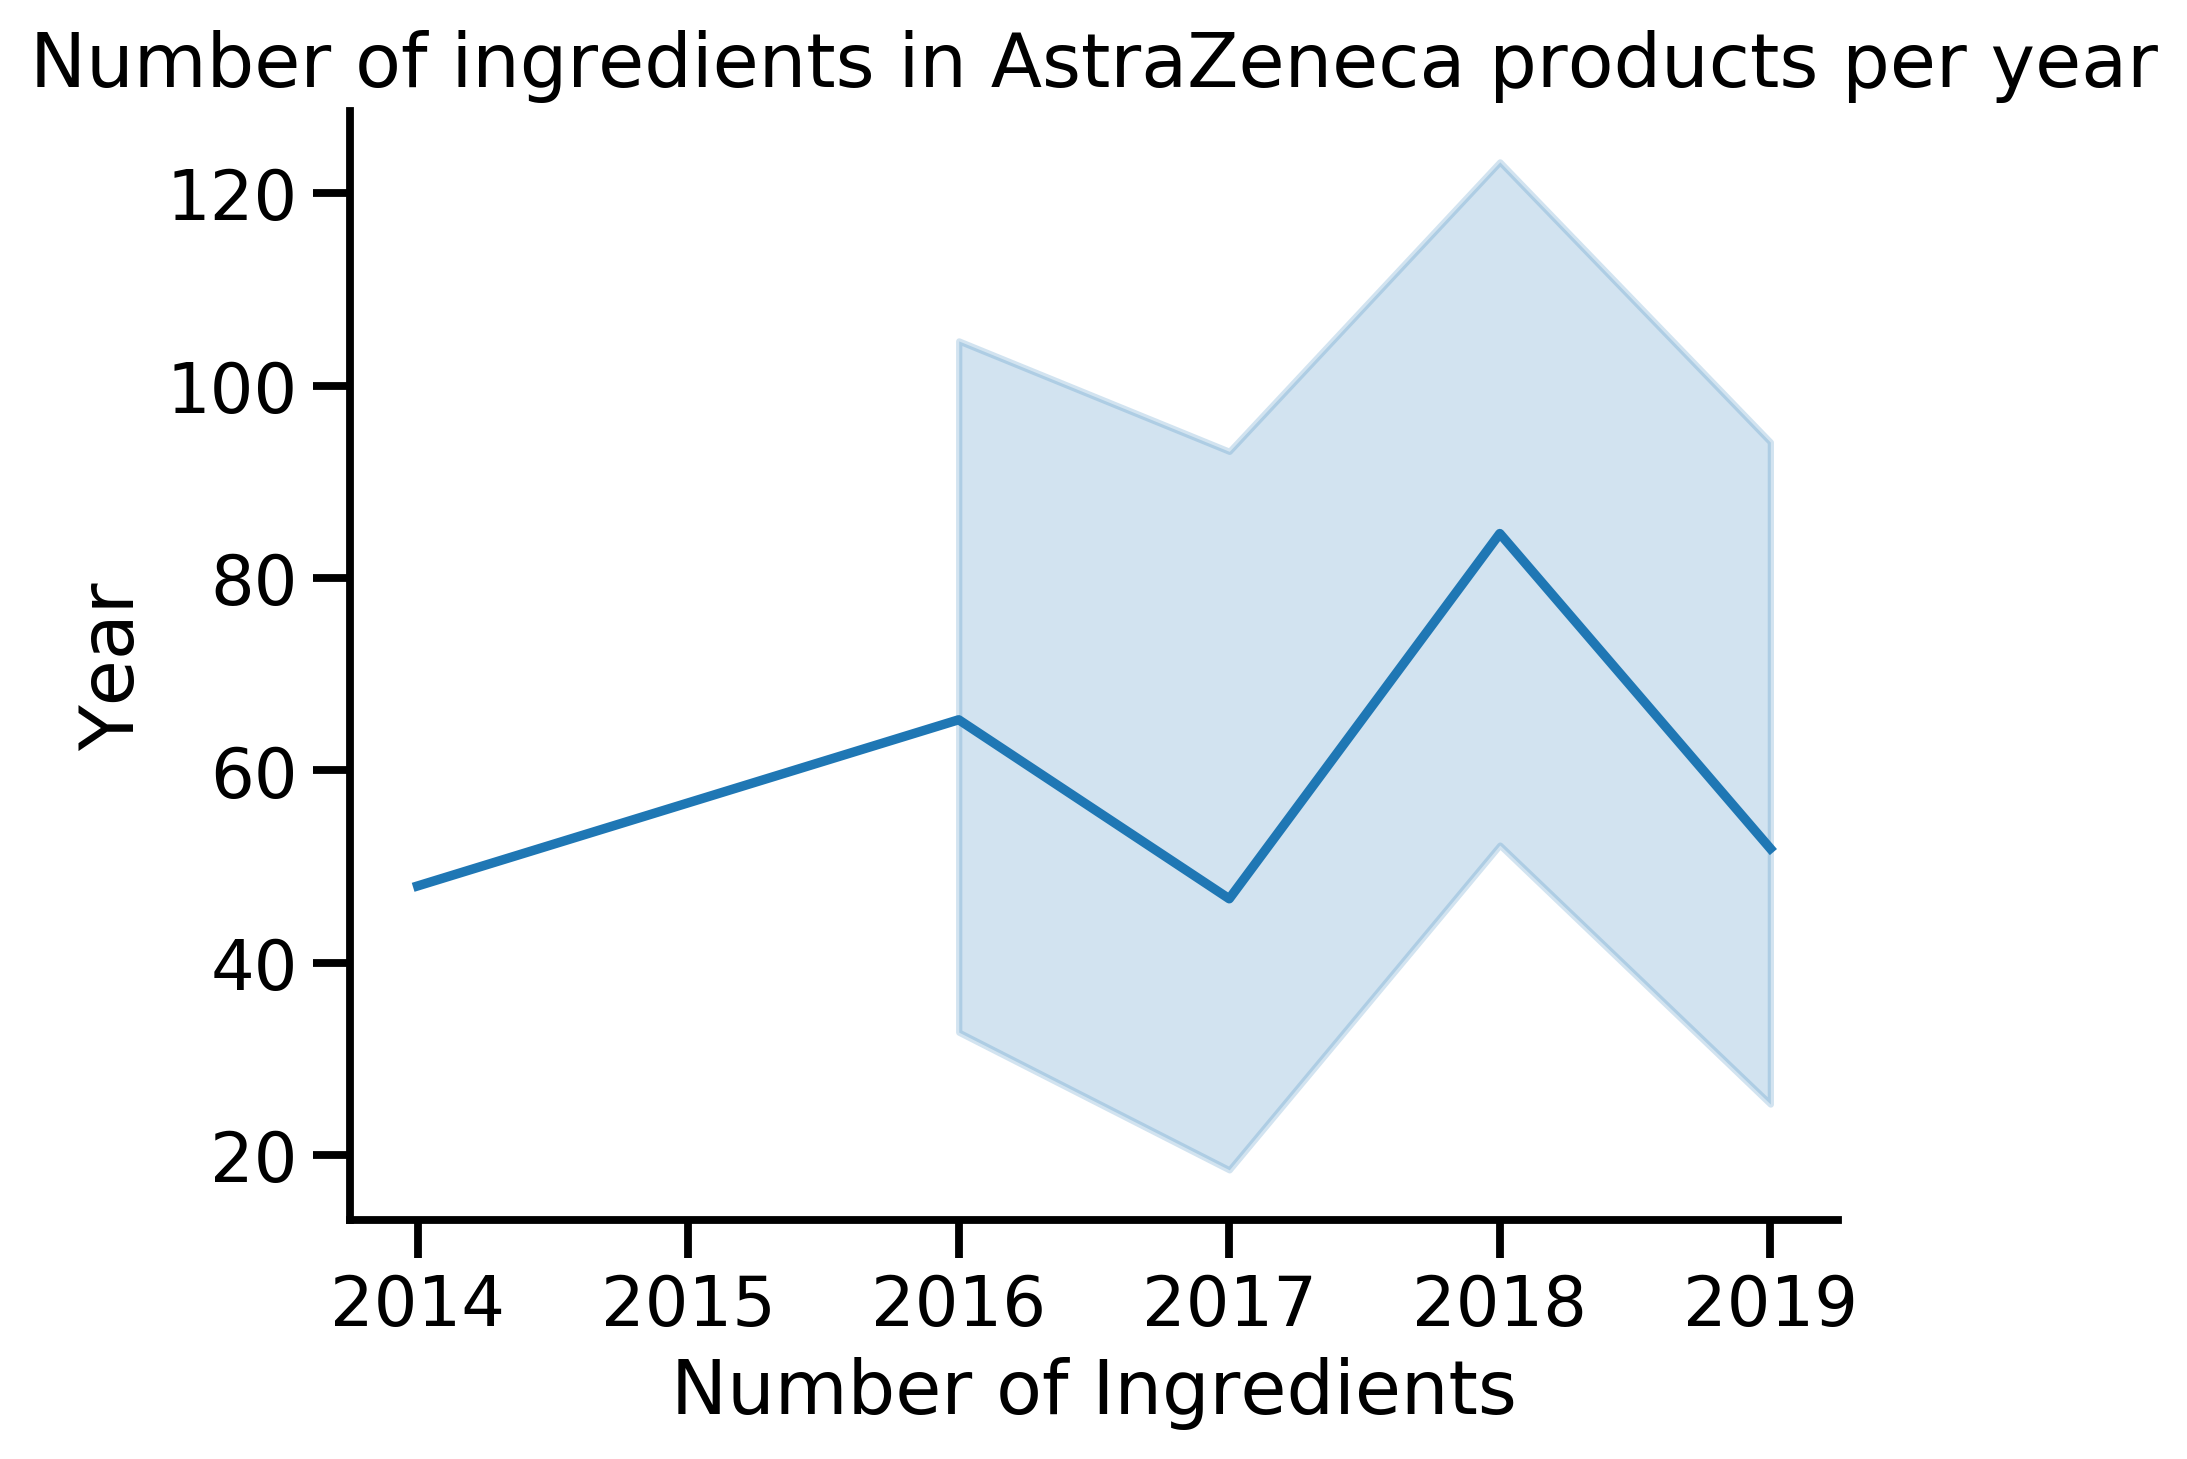 Number of ingredients in AstraZeneca products per year
120
100
80
60
40
20
Year
2014 2015 2016 2017 2018 2019
Number of Ingredients